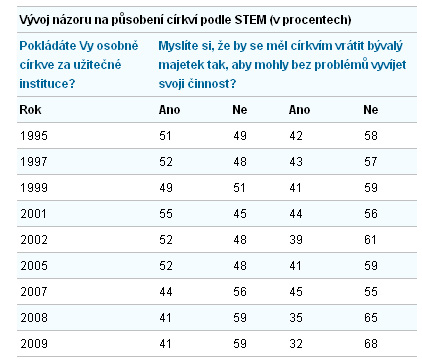 Vývoj názoru na působení církví podle STEM (v procentech)
Pokládáte Vy osobně církve za užitečné instituce?
Myslíte si, že by se měl církvím vrátit bývalý majetek tak, aby mohly bez problémů vyvíjet svoji činnost?
Rok Ano Ne Ano Ne
1995 51 49 42 58
1997 52 48 43 57
1999 49 51 41 59
2001 55 45 44 56
2002 52 48 39 61
2005 52 48 41 59
2007 44 56 45 55
2008 41 59 35 65
2009 41 59 32 68